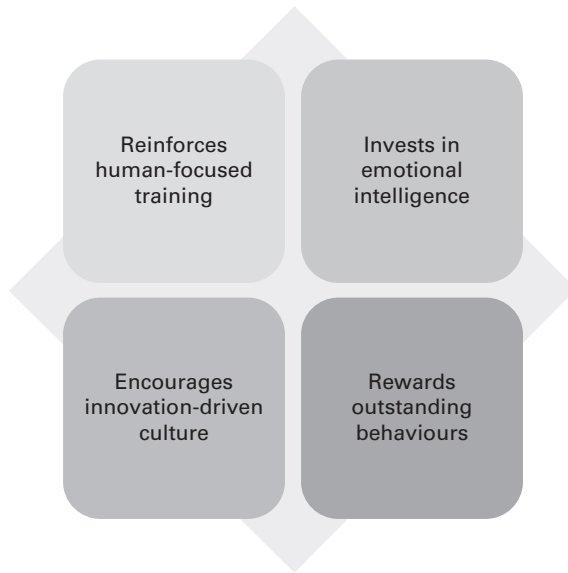 Reinforces
human-focused
training
Invests in
emotional
intelligence
Encourages
innovation-driven
culture
Rewards
outstanding
behaviours